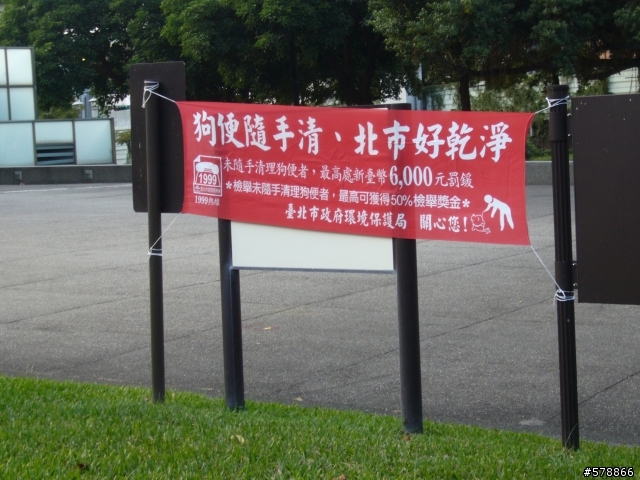 狗便隨手清、北市好乾淨
未隨手清理狗便者，最高處新臺幣6,000元罰鍰
*檢舉未隨手清理狗便者，最高可獲得50%檢舉獎金*
臺北市政府環境保護局 關心您!
1999
1999熱線
#578866